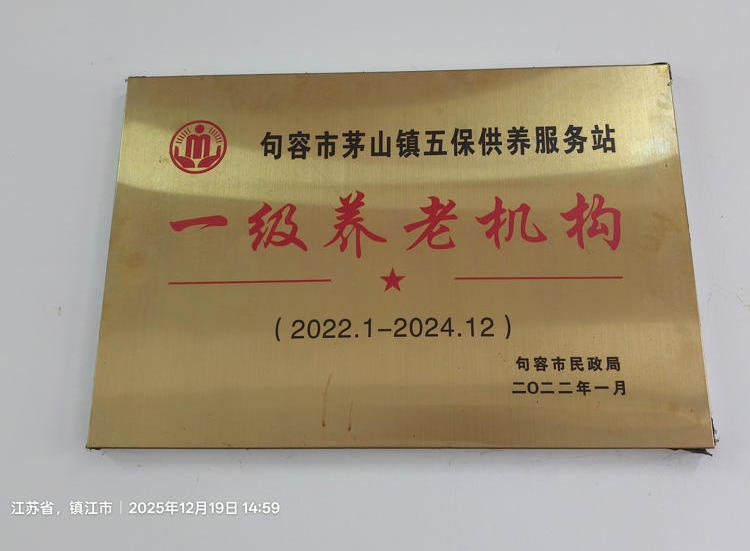 句容市茅山镇五保供养服务站
一级养老机构
(2022.1-2024.12)
句容市民政局
二〇二二年一月
江苏省，镇江市｜2025年12月19日 14:59